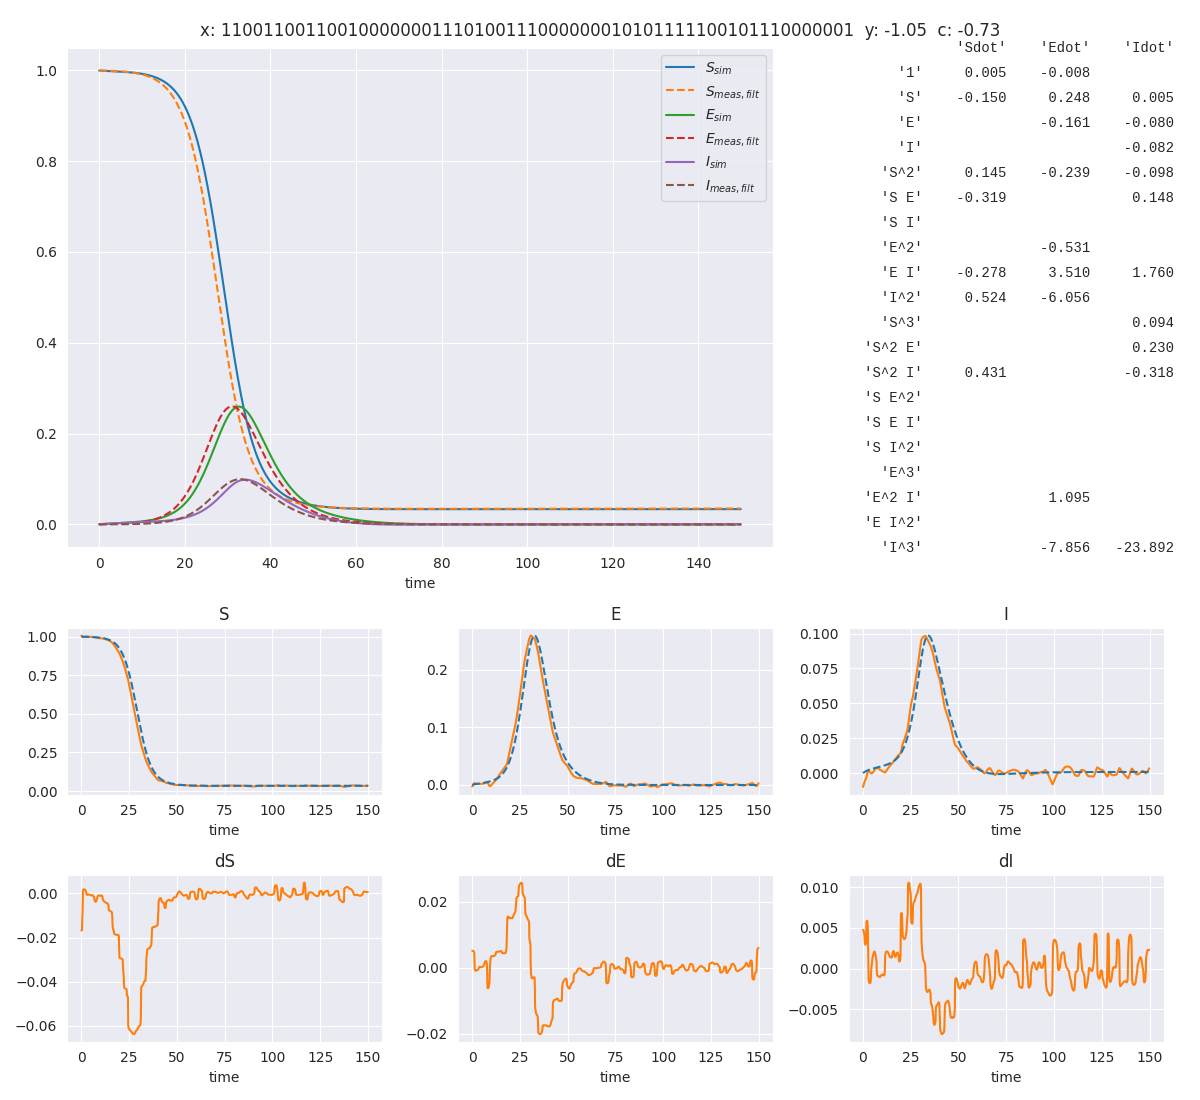 x: 110011001100100000001110100111000000010101111100101110000001 y: -1.05 c: -0.73
'Sdot' 'Edot' 'Idot'
'1' 0.005 -0.008
'S' -0.150 0.248 0.005
'E' -0.161 -0.080
'I' -0.082
'S^2' 0.145 -0.239 -0.098
'S E' -0.319 0.148
'S I'
'E^2' -0.531
'E I' -0.278 3.510 1.760
'I^2' 0.524 -6.056
'S^3' 0.094
'S^2 E' 0.230
'S^2 I' 0.431 -0.318
'S E^2'
'S E I'
'S I^2'
'E^3'
'E^2 I' 1.095
'E I^2'
'I^3' -7.856 -23.892
S_sim
S_meas,filt
E_sim
E_meas,filt
I_sim
I_meas,filt
1.0
0.8
0.6
0.4
0.2
0.0
0 20 40 60 80 100 120 140
time
S
1.00
0.75
0.50
0.25
0.00
0 25 50 75 100 125 150
time
E
0.2
0.1
0.0
0 25 50 75 100 125 150
time
I
0.100
0.075
0.050
0.025
0.000
0 25 50 75 100 125 150
time
dS
0.00
−0.02
−0.04
−0.06
0 25 50 75 100 125 150
time
dE
0.02
0.00
−0.02
0 25 50 75 100 125 150
time
dI
0.010
0.005
0.000
−0.005
0 25 50 75 100 125 150
time